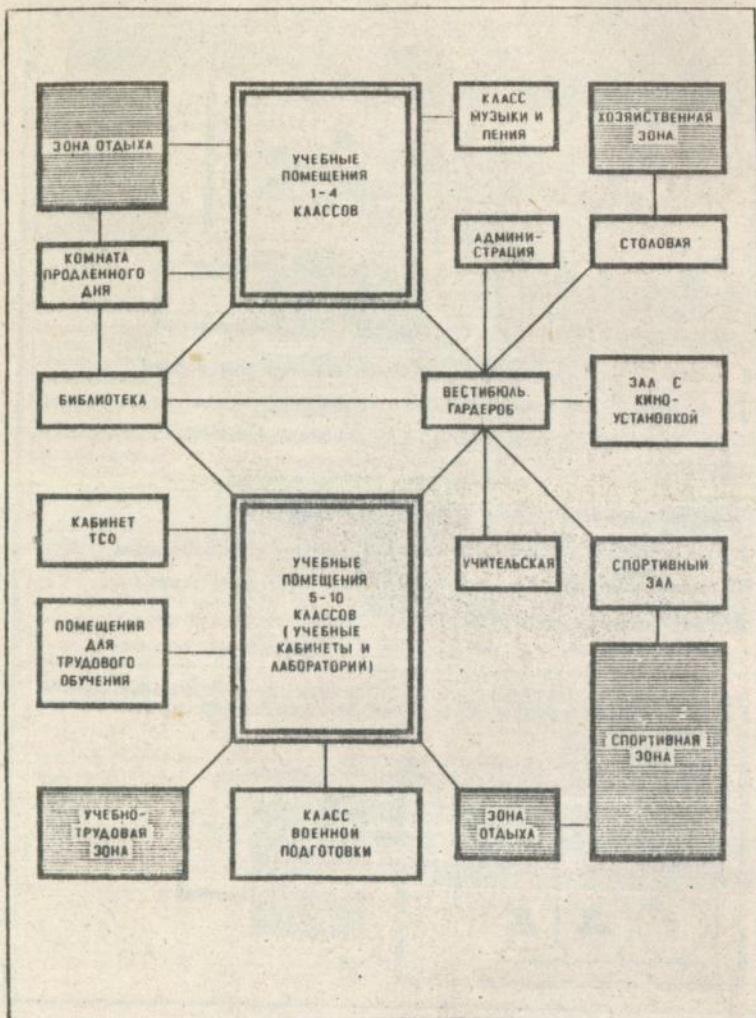 ЗОНА ОТДЫХА
УЧЕБНЫЕ
ПОМЕЩЕНИЯ
1-4
КЛАССОВ
КЛАСС
МУЗЫКИ И
ПЕНИЯ
ХОЗЯЙСТВЕННАЯ
ЗОНА.
КОМНАТА
ПРОДЛЕННОГО
ДНЯ
АДМИНИ-
СТРАЦИЯ
СТОЛОВАЯ
БИБЛИОТЕКА
ВЕСТИБЮЛЬ.
ГАРДЕРОБ
ЗАЛ С
КИНО-
УСТАНОВКОЙ
КАБИНЕТ
ТСО
УЧЕБНЫЕ
ПОМЕЩЕНИЯ
5-10
КЛАССОВ
(УЧЕБНЫЕ
КАБИНЕТЫ И
ЛАБОРАТОРИИ)
УЧИТЕЛЬСКАЯ
СПОРТИВНЫЙ
ЗАЛ
ПОМЕЩЕНИЯ
ДЛЯ
ТРУДОВОГО
ОБУЧЕНИЯ
СПОРТИВНАЯ
ЗОНА
УЧЕБНО-
ТРУДОВАЯ
ЗОНА
КЛАСС
ВОЕННОЙ
ПОДГОТОВКИ
ЗОНА
ОТДЫХА